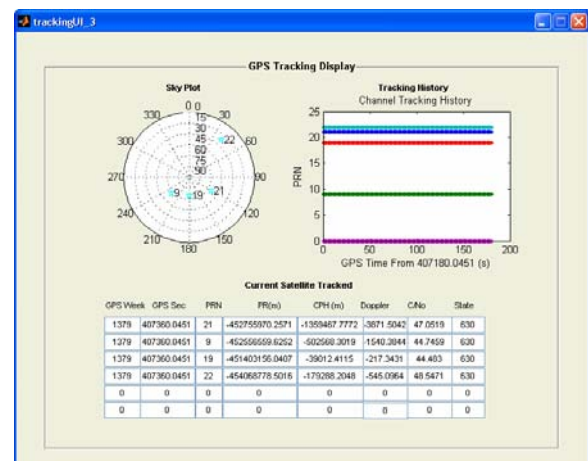 trackingUI_3
GPS Tracking Display
Sky Plot
0
30
60
90
120
150
180
210
240
270
300
330
0
15
30
45
60
75
90
22
21
19
9
Tracking History
Channel Tracking History
25
20
15
10
5
0
PRN
0 50 100 150 200
GPS Time From 407180.0451 (s)
Current Satellite Tracked
GPS Week GPS Sec PRN PR(m) CPH (m) Doppler C/No State
1379 407360.0451 21 -452755970.2571 -1359467.7772 -3871.5042 47.0519 630
1379 407360.0451 9 -452556559.6252 -502568.3019 -1540.3844 44.7459 630
1379 407360.0451 19 -451403156.0407 -39012.4115 -217.3431 44.483 630
1379 407360.0451 22 -454068778.5016 -179288.2048 -545.0964 48.5471 630
0 0 0 0 0 0 0 0
0 0 0 0 0 0 0 0